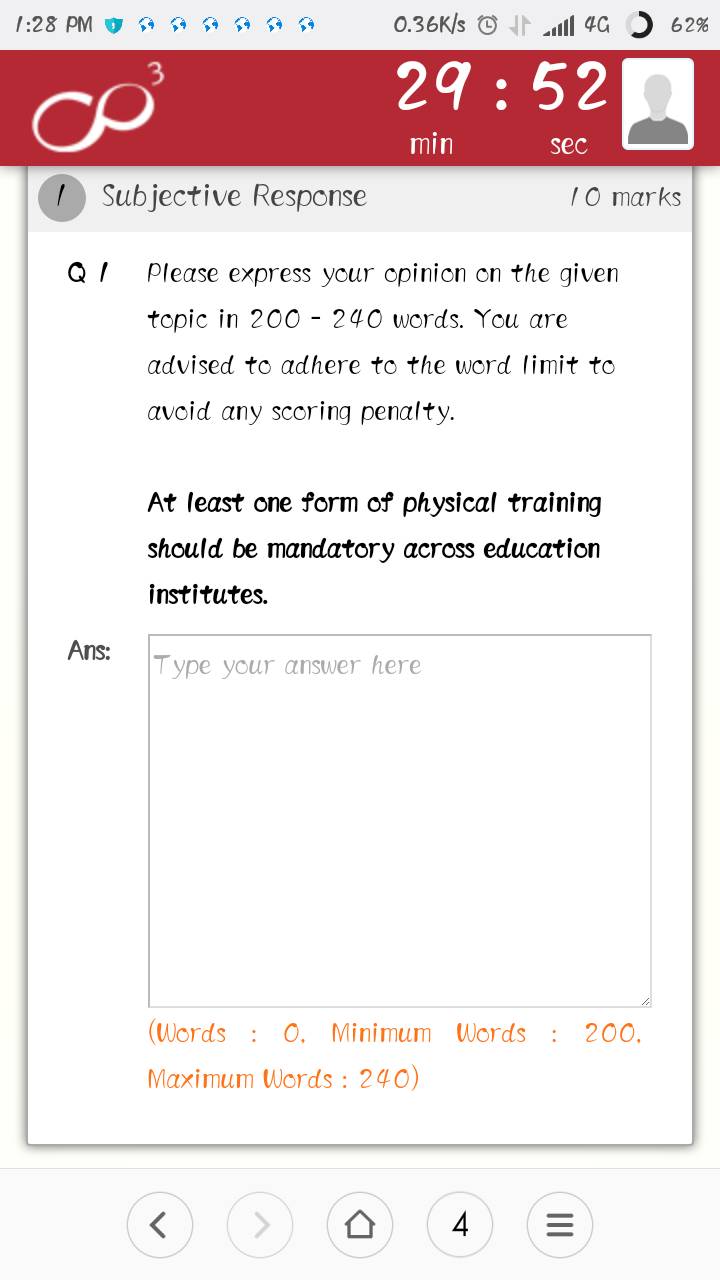 1:28 PM 0.36K/s 4G 62%
3
29 : 52
min sec
1 Subjective Response 10 marks
Q 1 Please express your opinion on the given
topic in 200 - 240 words. You are
advised to adhere to the word limit to
avoid any scoring penalty.
At least one form of physical training
should be mandatory across education
institutes.
Ans:
Type your answer here
(Words : 0, Minimum Words : 200,
Maximum Words : 240)
4